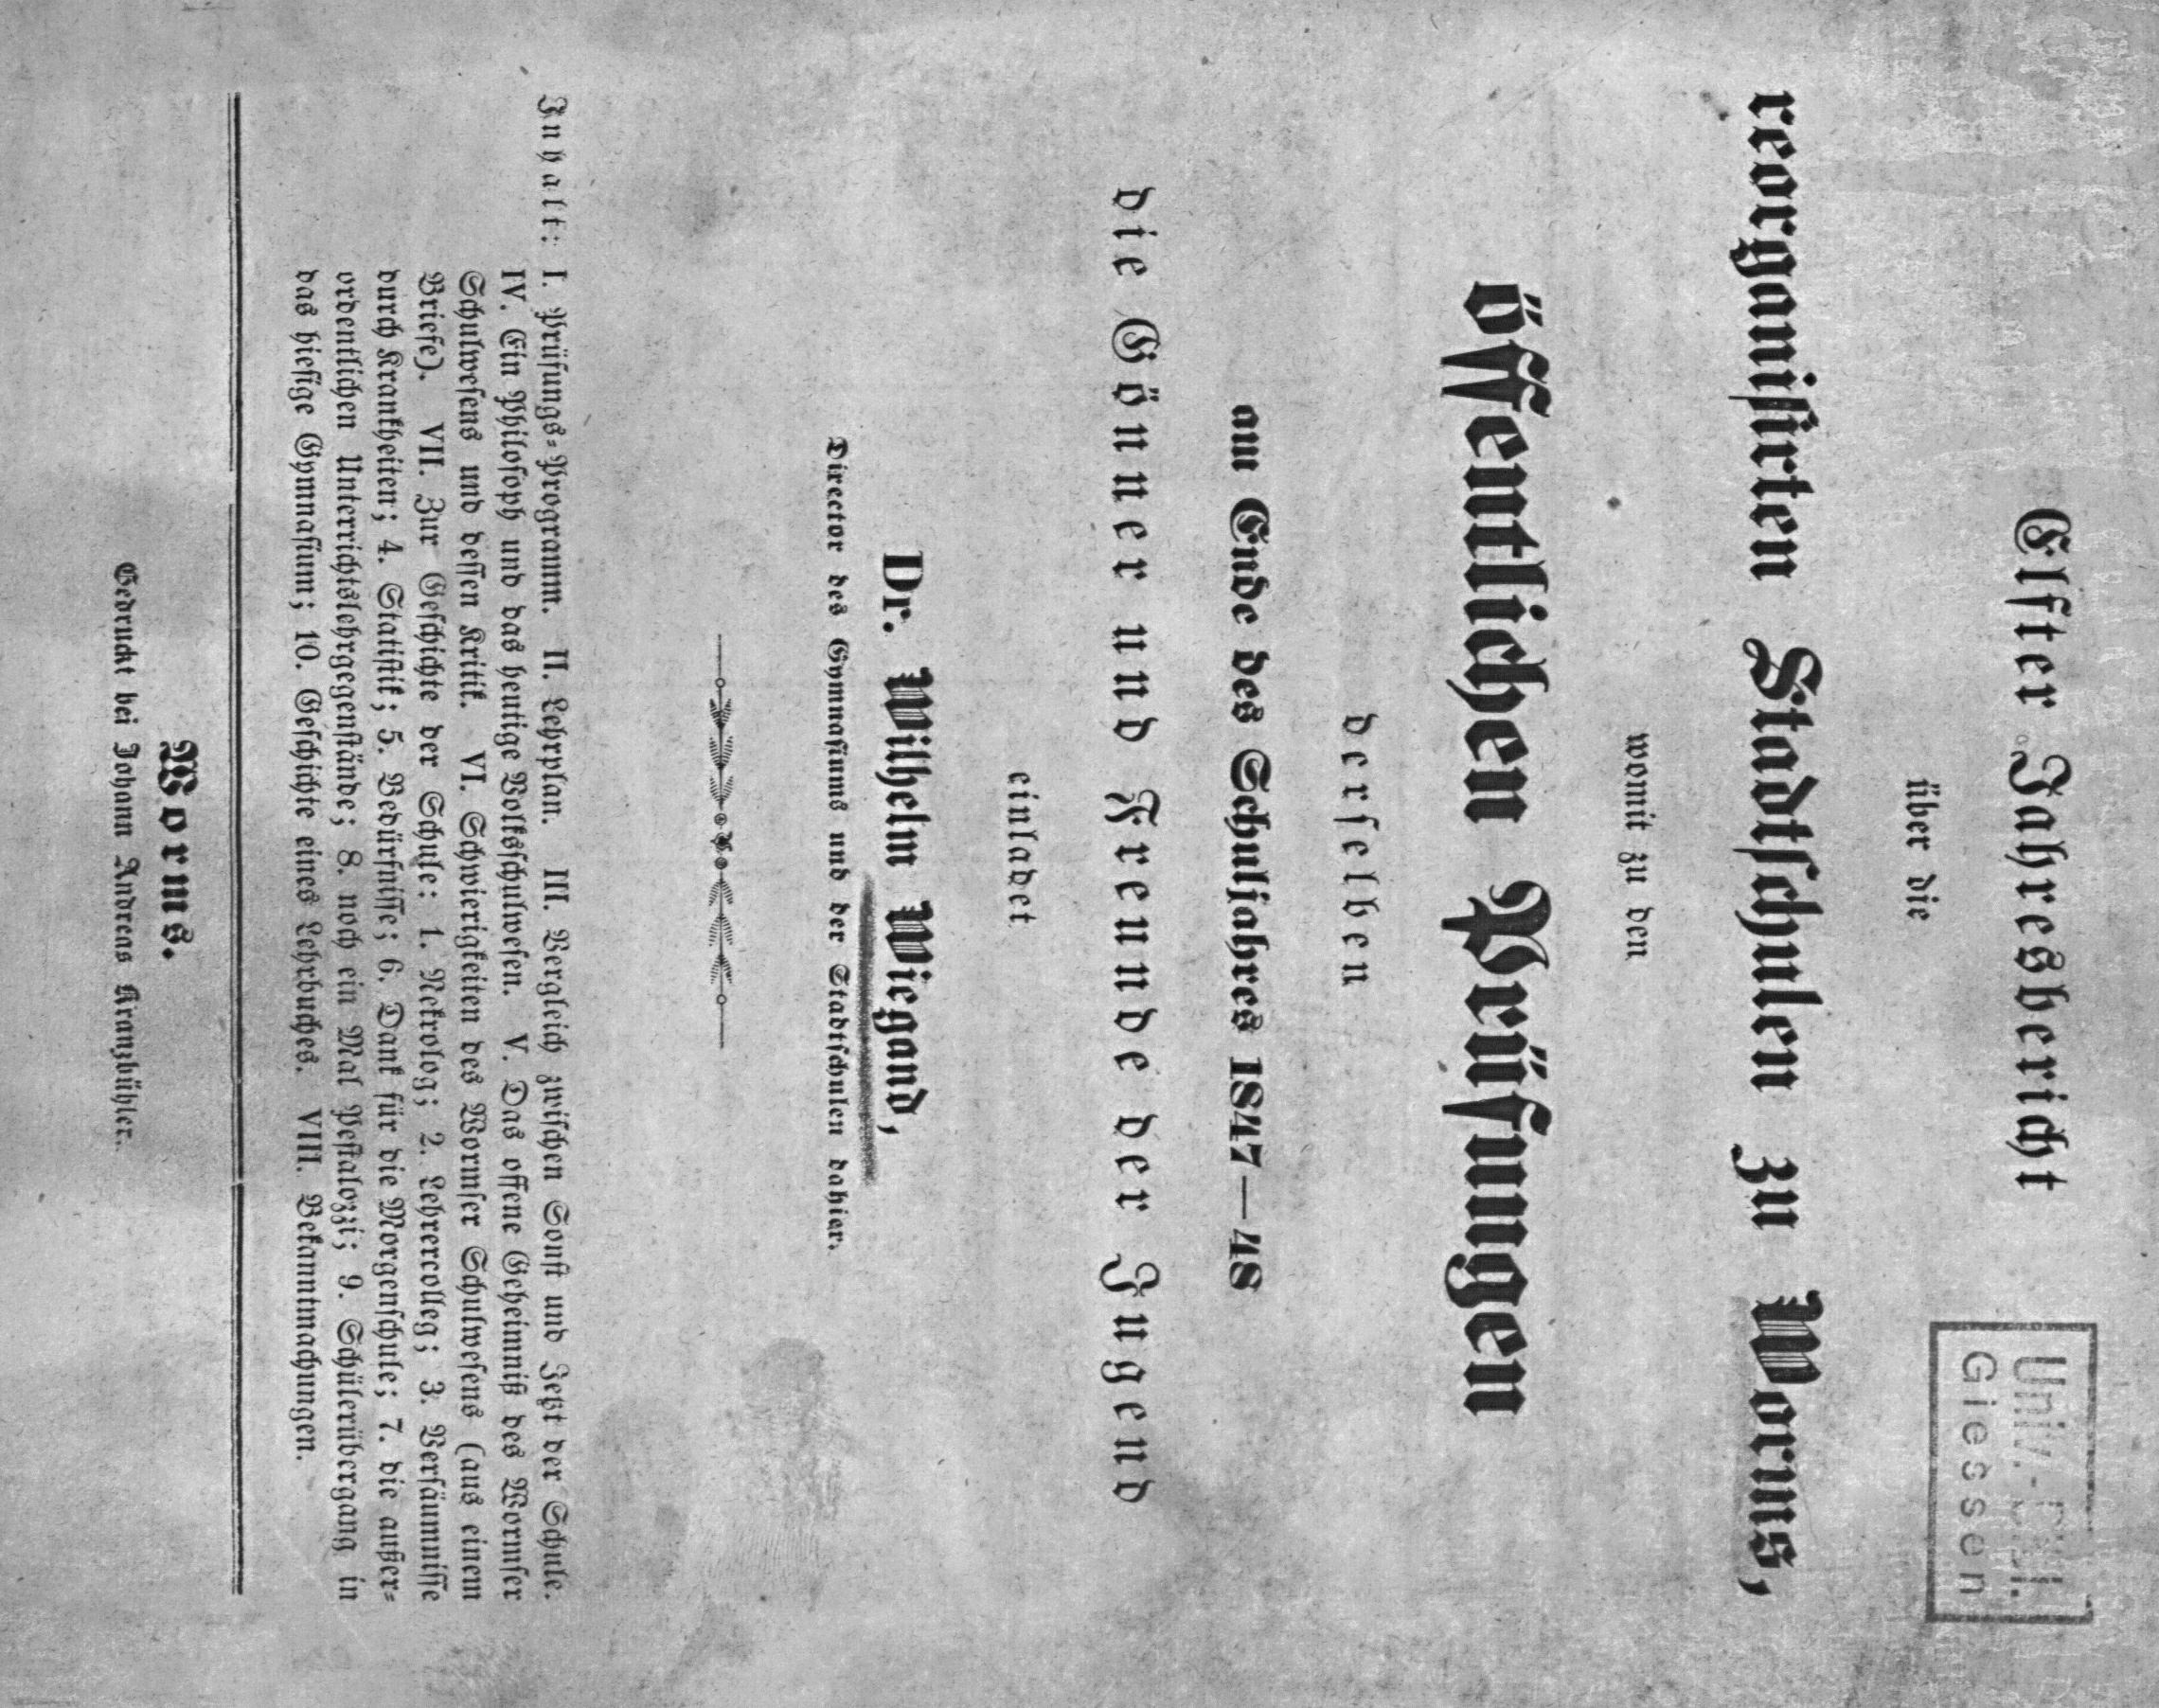 Elfter Jahresbericht
Univ.-Bibl.
Giessen
über die
reorganisirten Stadtschulen zu Worms,
womit zu den
öffentlichen Prüfungen
derselben
am Ende des Schuljahres 1847—48
die Gönner und Freunde der Jugend
einladet
Dr. Wilhelm Wiegand,
Director des Gymnasiums und der Stadtschulen dahier.
Inhalt: I. Prüfungs-Programm. II. Lehrplan. III. Vergleich zwischen Sonst und Jetzt der Schule.
IV. Ein Philosoph und das heutige Volksschulwesen. V. Das offene Geheimniß des Wormser
Schulwesens und dessen Kritik. VI. Schwierigkeiten des Wormser Schulwesens (aus einem
Briefe). VII. Zur Geschichte der Schule: 1. Nekrolog; 2. Lehrercolleg; 3. Versäumnisse
durch Krankheiten; 4. Statistik; 5. Bedürfnisse; 6. Dank für die Morgenschule; 7. die außer-
ordentlichen Unterrichtslehrgegenstände; 8. noch ein Mal Pestalozzi; 9. Schülerübergang in
das hiesige Gymnasium; 10. Geschichte eines Lehrbuches. VIII. Bekanntmachungen.
Worms.
Gedruckt bei Johann Andreas Kranzbühler.